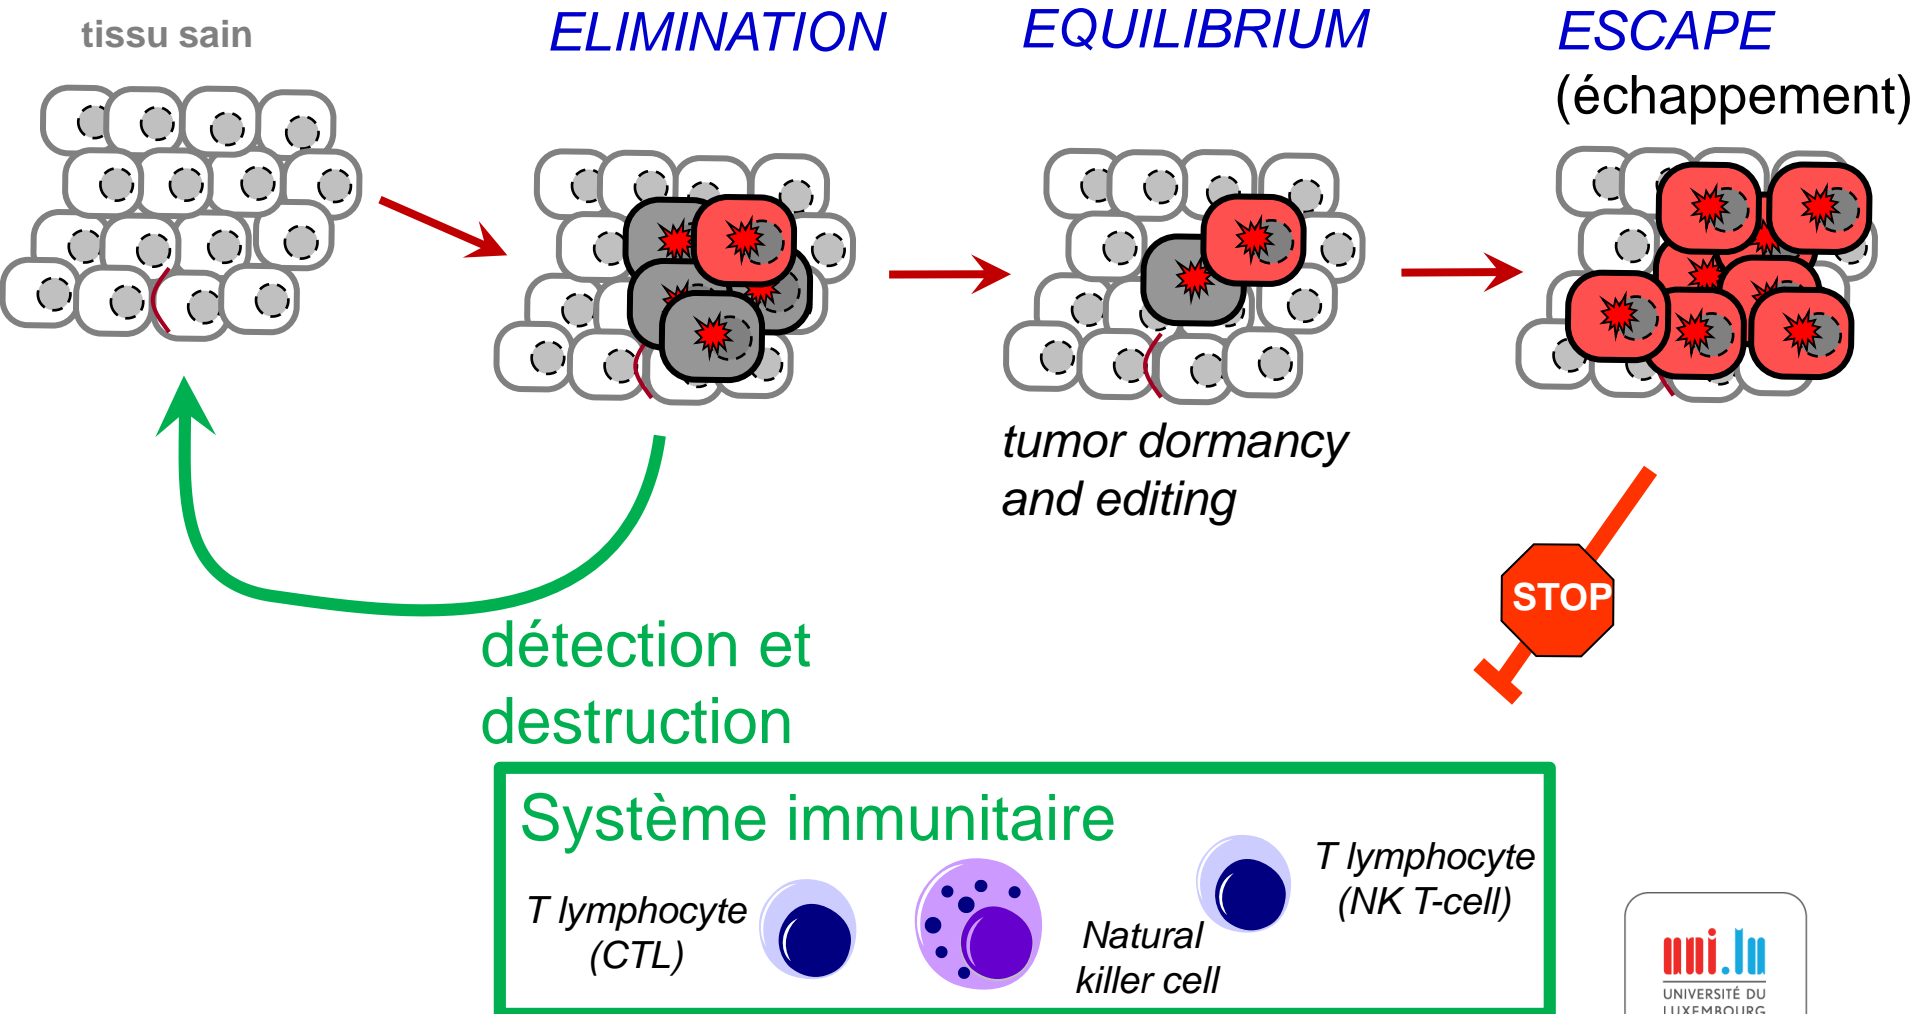 tissu sain
ELIMINATION
EQUILIBRIUM
ESCAPE
(échappement)
tumor dormancy
and editing
STOP
détection et
destruction
Système immunitaire
T lymphocyte
(CTL)
Natural
killer cell
T lymphocyte
(NK T-cell)
uni.lu
UNIVERSITÉ DU
LUXEMBOURG